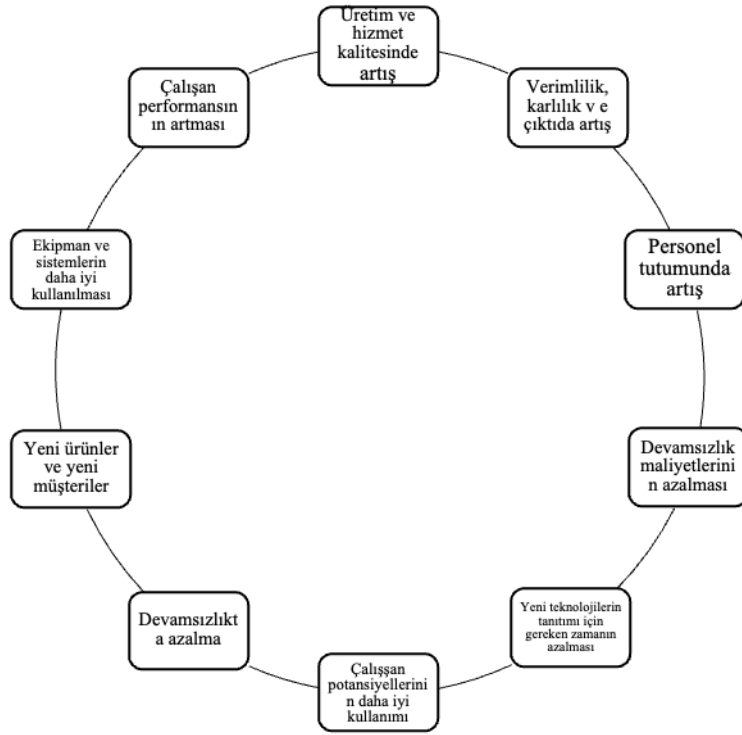 Üretim ve
hizmet
kalitesinde
artış
Verimlilik,
karlılık v e
çıktıda artış
Personel
tutumunda
artış
Devamsızlık
maliyetlerini
n azalması
Yeni teknolojilerin
tanıtımı için
gereken zamanın
azalması
Çalışşan
potansiyellerini
n daha iyi
kullanımı
Devamsızlıkt
a azalma
Yeni ürünler
ve yeni
müşteriler
Ekipman ve
sistemlerin
daha iyi
kullanılması
Çalışan
performansın
ın artması